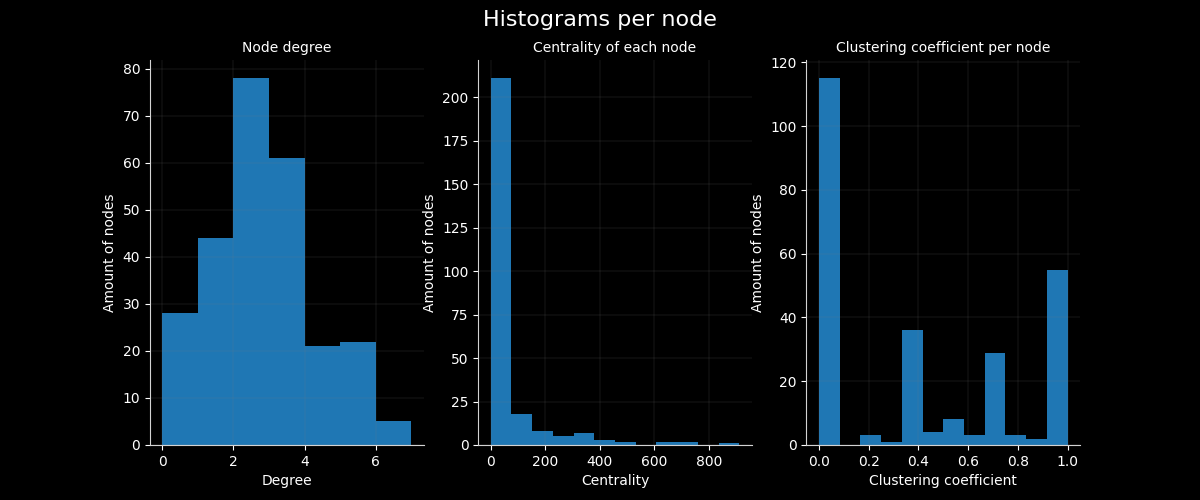 Histograms per node
Node degree
Amount of nodes
80
70
60
50
40
30
20
10
0
0 2 4 6
Degree
Centrality of each node
Amount of nodes
200
175
150
125
100
75
50
25
0
0 200 400 600 800
Centrality
Clustering coefficient per node
Amount of nodes
120
100
80
60
40
20
0
0.0 0.2 0.4 0.6 0.8 1.0
Clustering coefficient